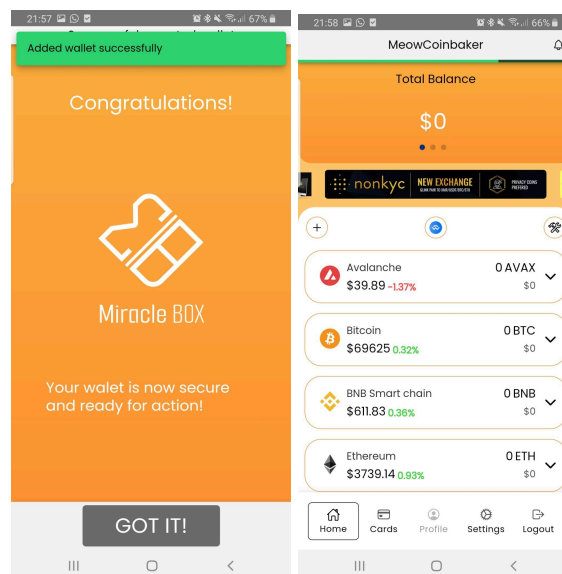 21:57
67%
Added wallet successfully
Congratulations!
Miracle BOX
Your walet is now secure
and ready for action!
GOT IT!
21:58
66%
MeowCoinbaker
Total Balance
$0
nonkyc
NEW EXCHANGE
PRIVACY COINS
PREFERED
Avalanche
0 AVAX
$39.89 -1.37%
$0
Bitcoin
0 BTC
$69625 0.32%
$0
BNB Smart chain
0 BNB
$611.83 0.36%
$0
Ethereum
0 ETH
$3739.14 0.93%
$0
Home Cards Profile Settings Logout